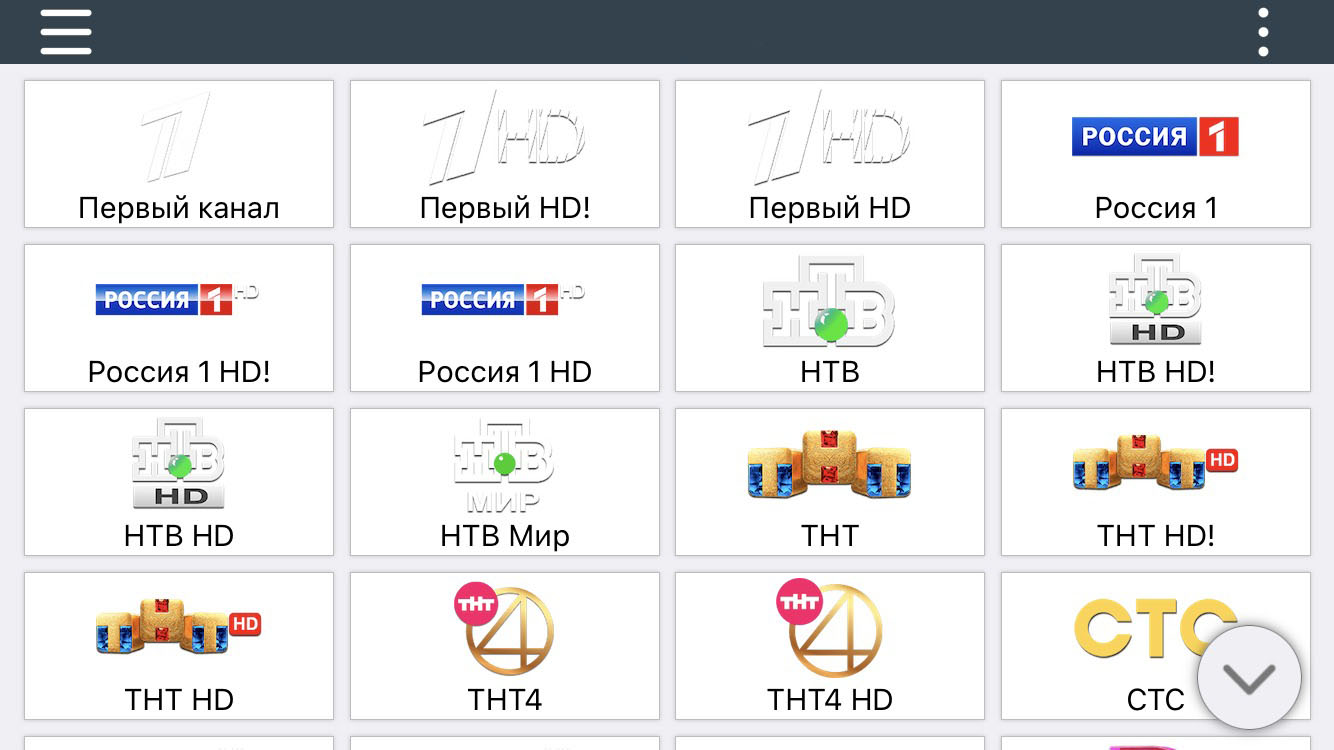 HD
HD
РОССИЯ 1
Первый канал
Первый HD!
Первый HD
Россия 1
РОССИЯ 1 HD
РОССИЯ 1 HD
НТВ
НТВ
HD
Россия 1 HD!
Россия 1 HD
НТВ
НТВ HD!
НТВ
HD
НТВ
МИР
ТНТ
ТНТ HD
НТВ HD
НТВ Мир
ТНТ
ТНТ HD!
ТНТ HD
ТНТ 4
ТНТ 4
СТС
ТНТ HD
ТНТ4
ТНТ4 HD
СТС